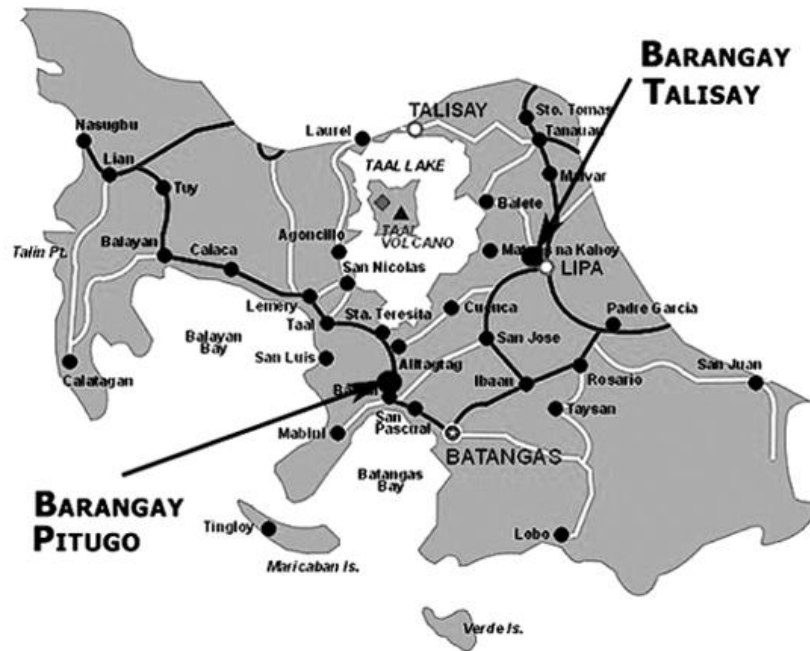 BARANGAY
TALISAY
Sto. Tomas
TALISAY
Nasugbu
Laurel
Tanauan
Lian
TAAL LAKE
Malvar
Tuy
Balete
TAAL
VOLCANO
Talin Pt.
Balayan
Calaca
Agoncillo
na Kahoy
LIPA
San Nicolas
Lemery
Sta. Teresita
Cuenca
Padre Garcia
Taal
Balayan
Bay
San Jose
San Luis
Alitagtag
San Juan
Calatagan
Ibaan
Rosario
San
Pascual
Taysan
Mabini
BATANGAS
Batangas
Bay
BARANGAY
PITUGO
Tingloy
Lobo
Maricaban Is.
Verde Is.